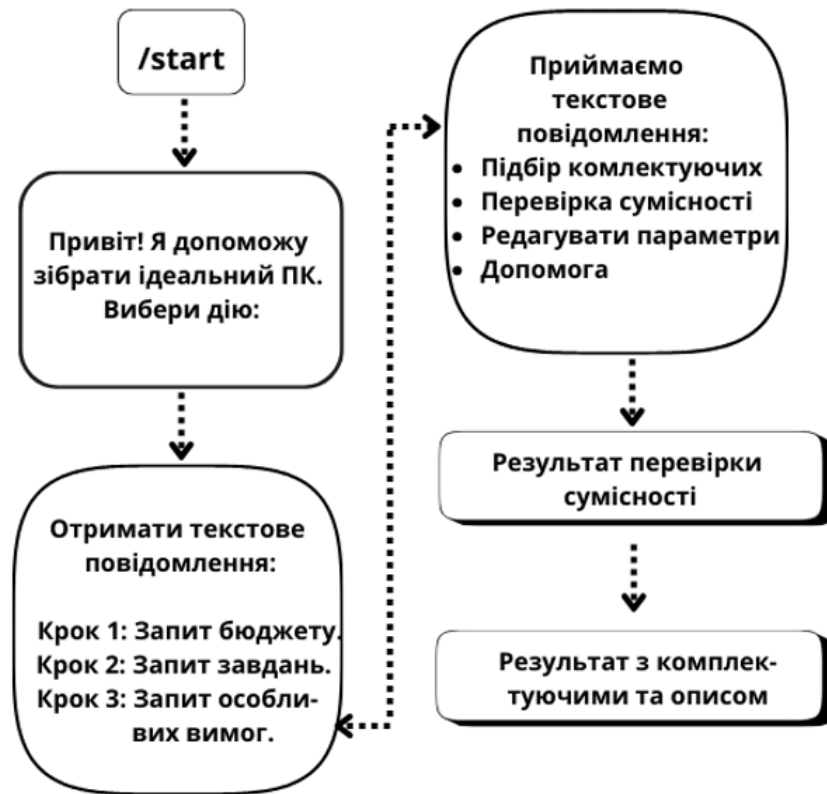 /start
Привіт! Я допоможу
зібрати ідеальний ПК.
Вибери дію:
Отримати текстове
повідомлення:
Крок 1: Запит бюджету.
Крок 2: Запит завдань.
Крок 3: Запит особли-
вих вимог.
Приймаємо
текстове
повідомлення:
• Підбір комлектуючих
• Перевірка сумісності
• Редагувати параметри
• Допомога
Результат перевірки
сумісності
Результат з комплек-
туючими та описом